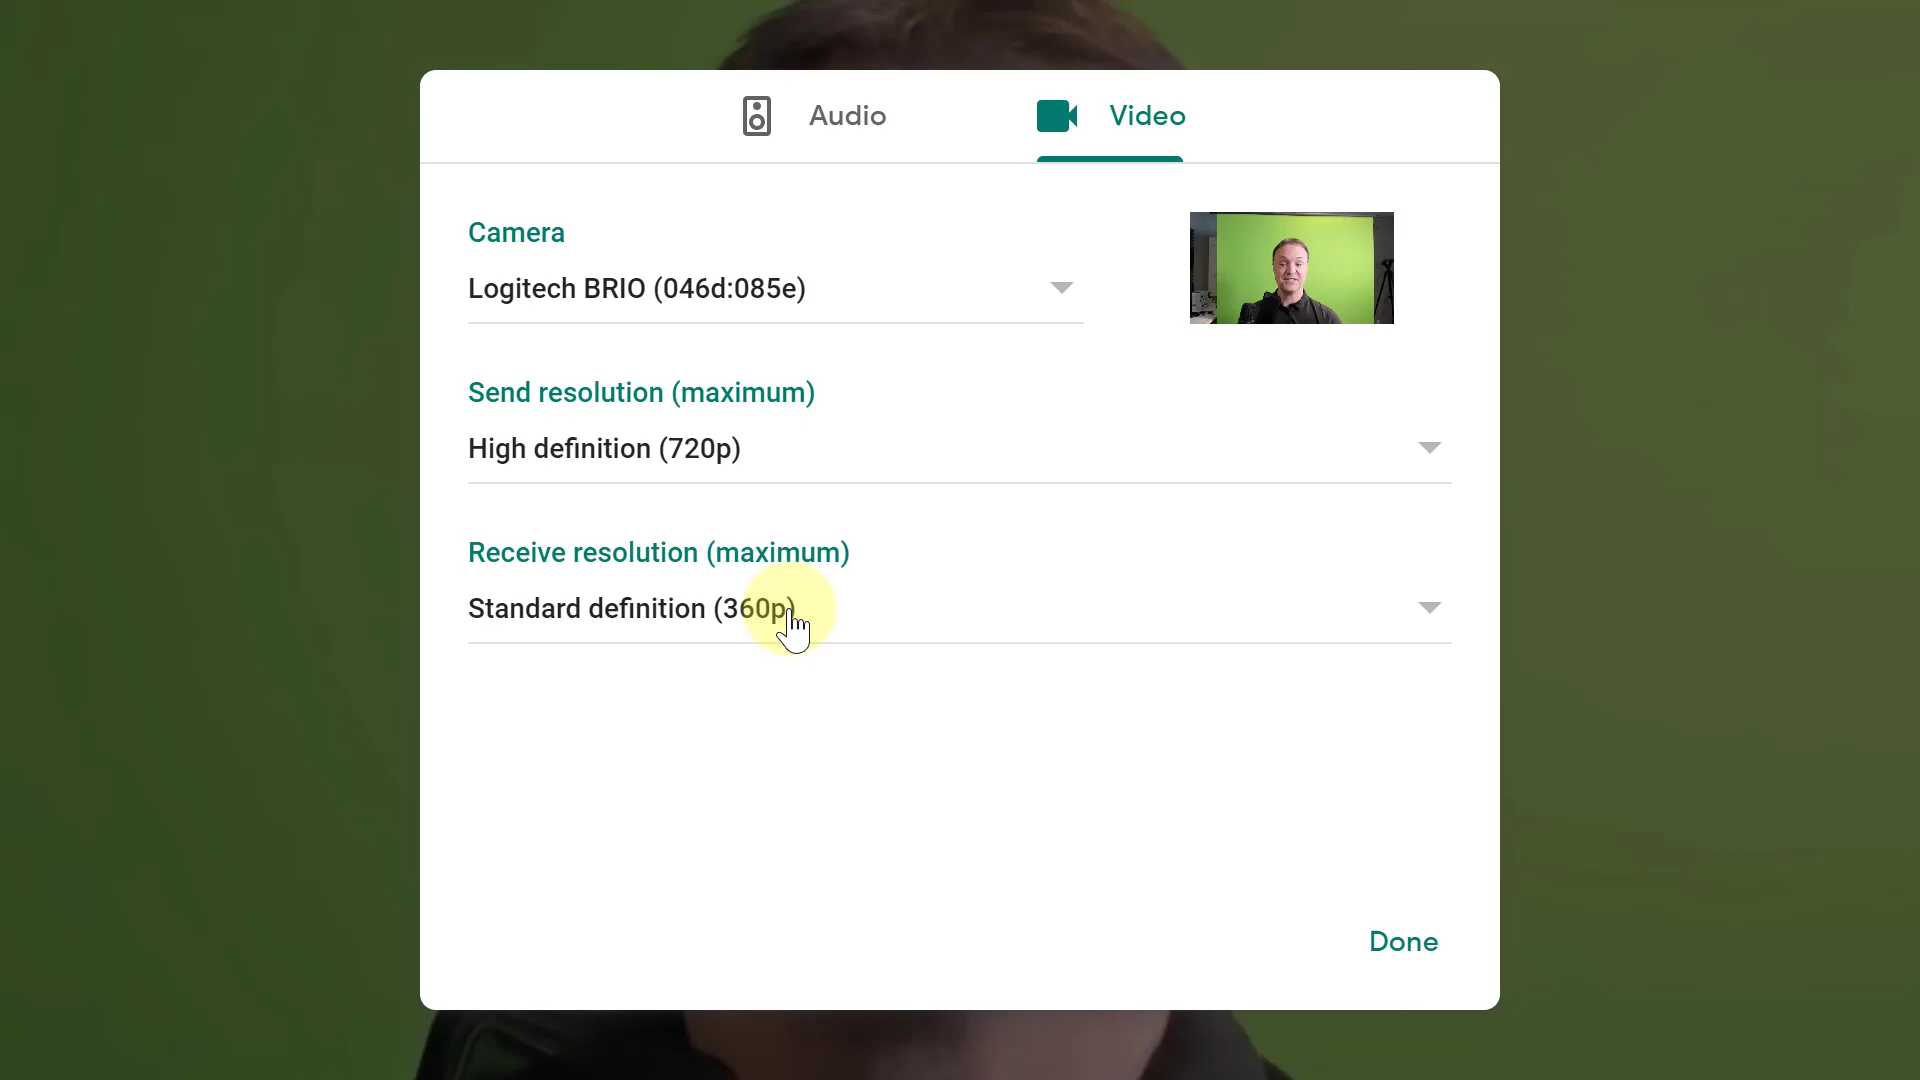 Audio
Video
Camera
Logitech BRIO (046d:085e)
Send resolution (maximum)
High definition (720p)
Receive resolution (maximum)
Standard definition (360p)
Done